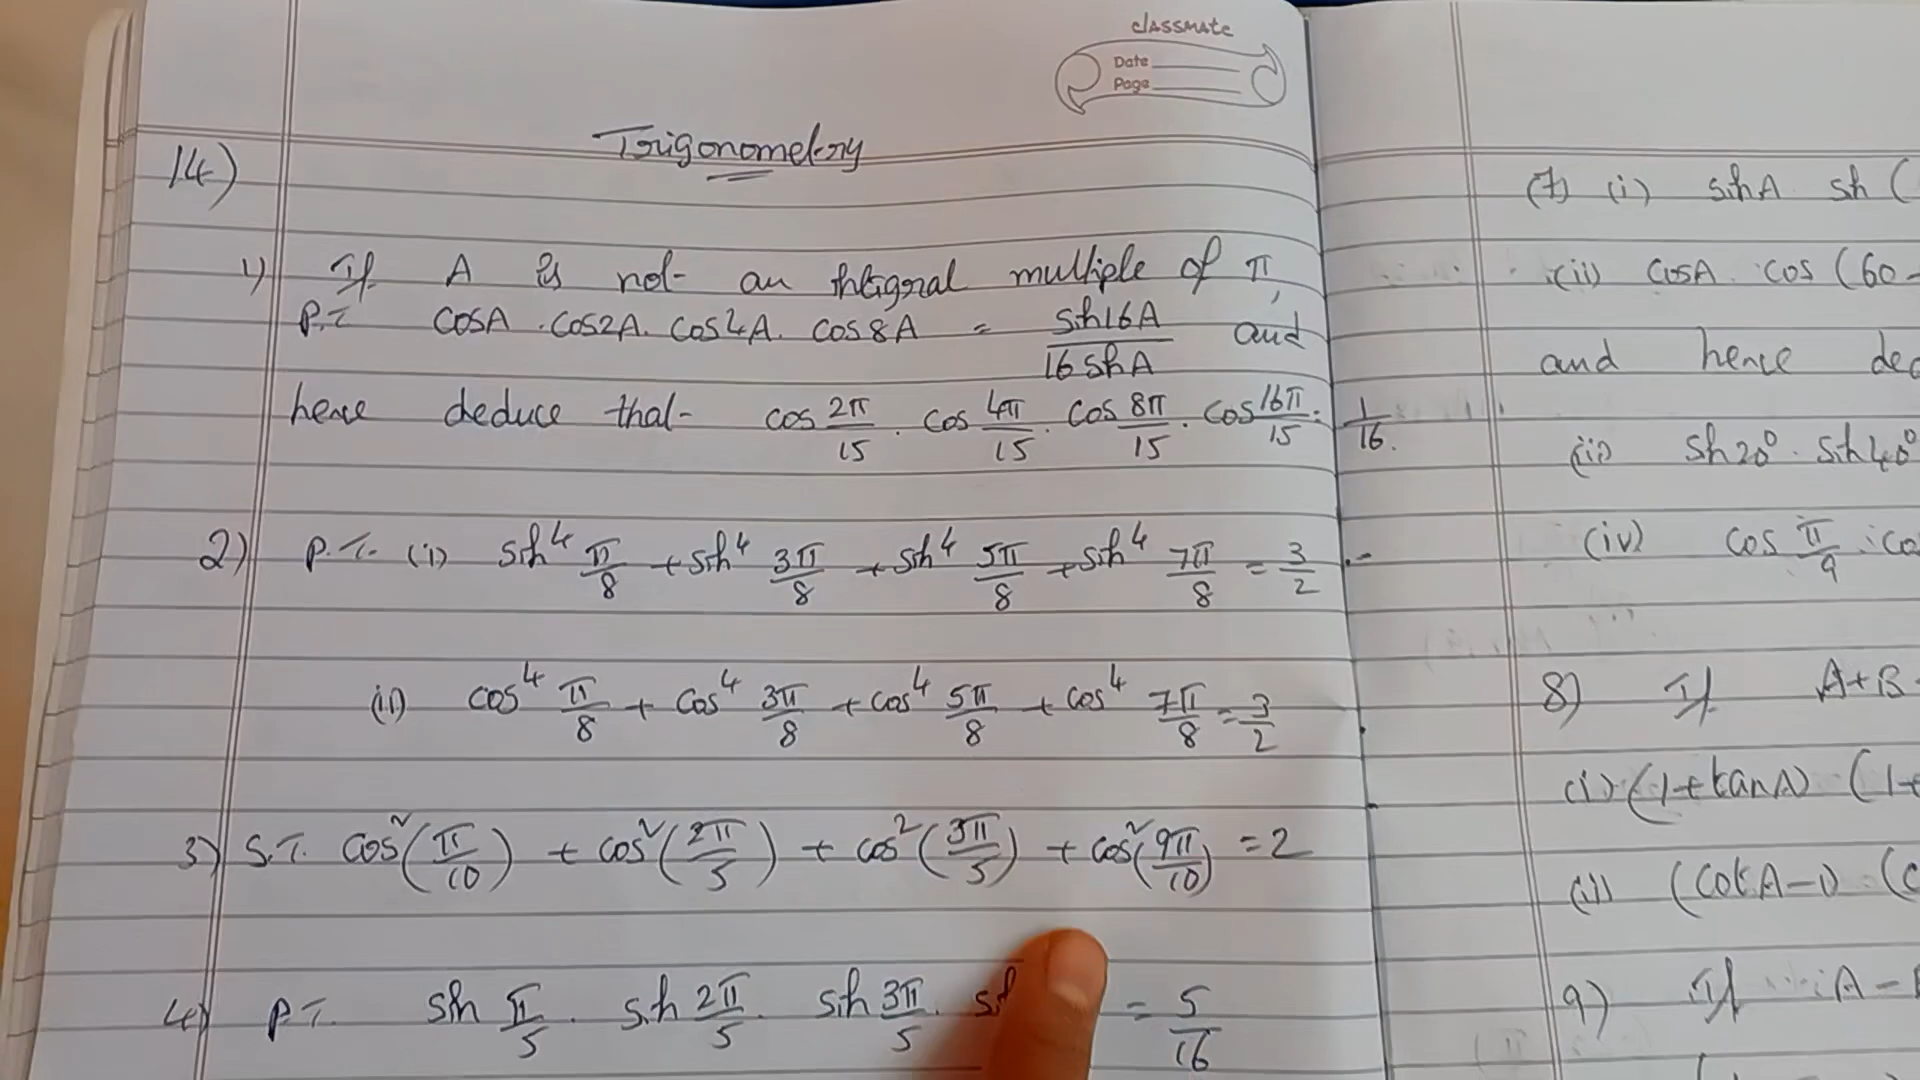 classmate
Date
Page
Trigonometry
14)
1) If A is not an integral multiple of π,
P.T. cosA . cos2A . cos4A . cos8A = sin16A / 16 sinA and
hence deduce that cos 2π/15 . cos 4π/15 . cos 8π/15 . cos 16π/15 = 1/16.
2) P.T. (i) sin⁴ π/8 + sin⁴ 3π/8 + sin⁴ 5π/8 + sin⁴ 7π/8 = 3/2
(ii) cos⁴ π/8 + cos⁴ 3π/8 + cos⁴ 5π/8 + cos⁴ 7π/8 = 3/2
3) S.T. cos²(π/10) + cos²(2π/5) + cos²(3π/5) + cos²(9π/10) = 2
4) P.T. sin π/5 . sin 2π/5 . sin 3π/5 . = 5/16
(7) (i) sinA sin (
(ii) cosA . cos (60-
and hence
(ii) sin20° . sin40°
(iv) cos π/9 .
8) If A+B
(i) (1+tanA) (1+
(ii) (cotA-1) (
9) If A-